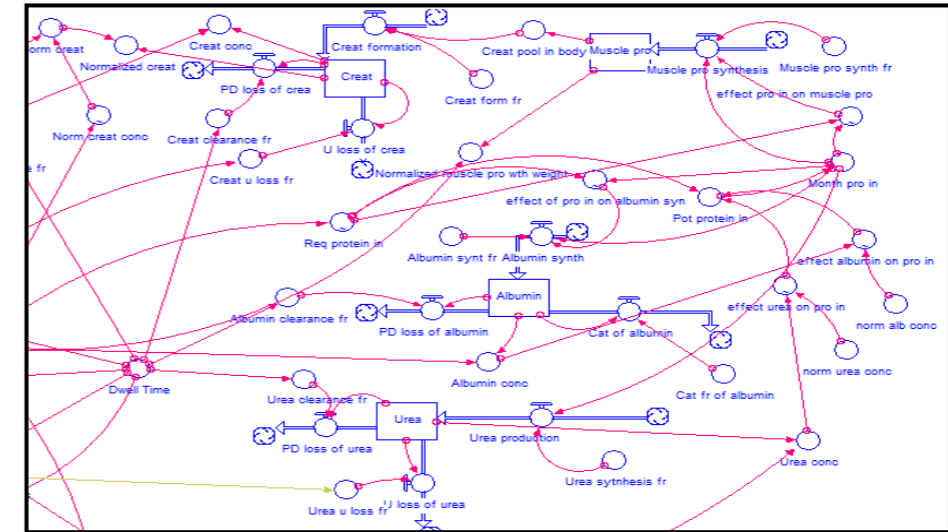 Creat formation
Creat conc
orm creat
Creat pool in body
Muscle pro
Normalized creat
Muscle pro synthesis
Muscle pro synth fr
Creat
PD loss of crea
Creat form fr
effect pro in on muscle pro
Norm creat conc
Creat clearance fr
U loss of crea
e fr
Creat u loss fr
Normalized muscle pro wth weight
Month pro in
effect of pro in on albumin syn
Pot protein in
Req protein in
Albumin synt fr
Albumin synth
effect albumin on pro in
Albumin
Albumin clearance fr
effect urea on pro in
norm alb conc
PD loss of albumin
Cat of albumin
norm urea conc
Dwell Time
Albumin conc
Cat fr of albumin
Urea clearance fr
Urea
Urea production
PD loss of urea
Urea conc
Urea sytnhesis fr
Urea u loss fr
U loss of urea